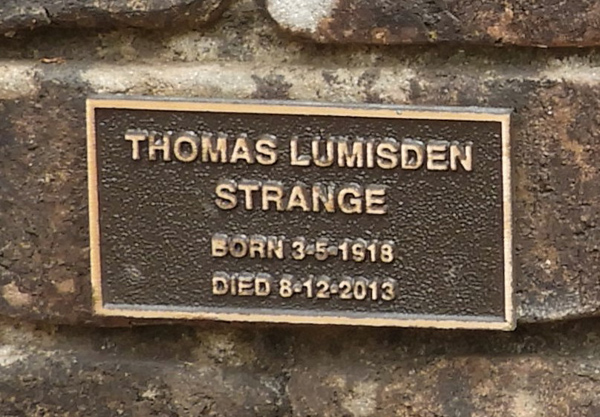 THOMAS LUMISDEN
STRANGE
BORN 3-5-1918
DIED 8-12-2013